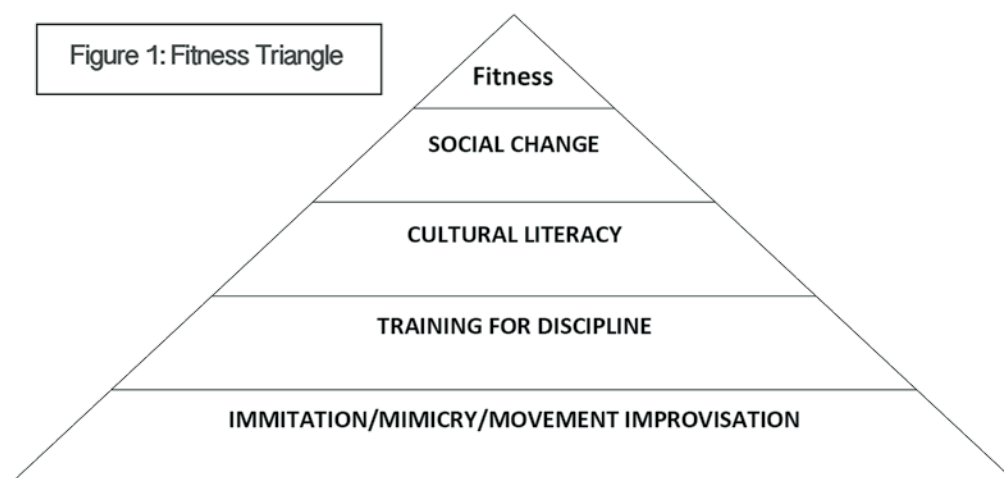 Figure 1: Fitness Triangle
Fitness
SOCIAL CHANGE
CULTURAL LITERACY
TRAINING FOR DISCIPLINE
IMMITATION/MIMICRY/MOVEMENT IMPROVISATION